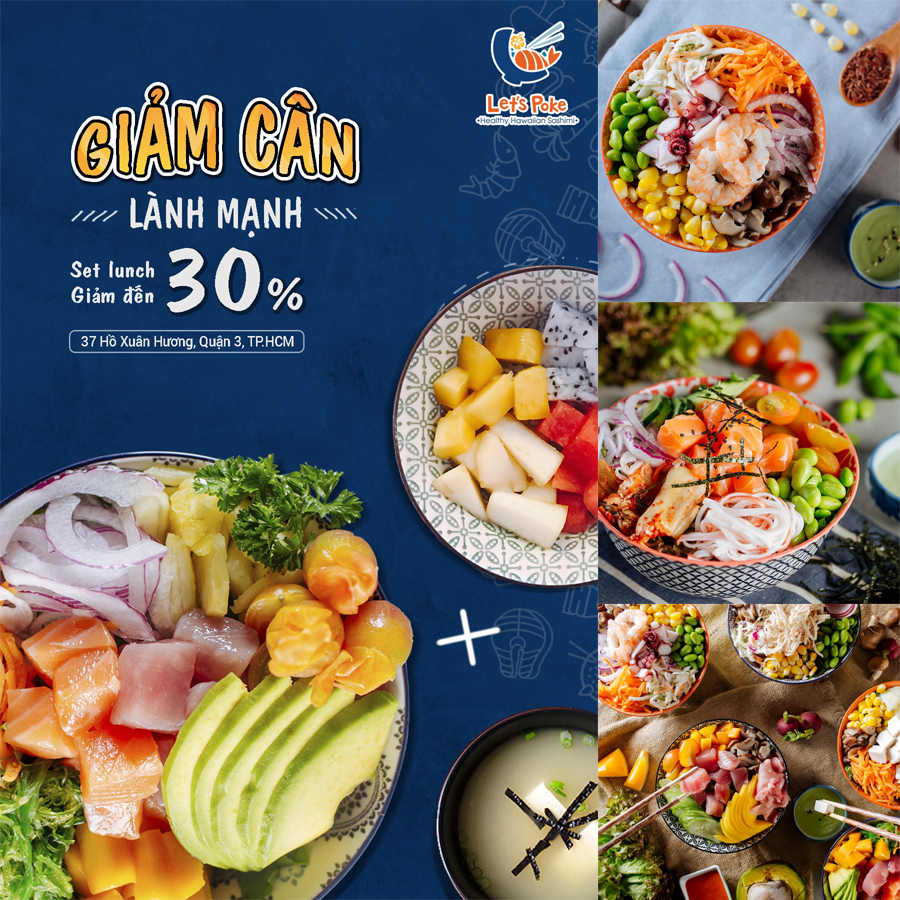 Let's Poke
•Healthy Hawaiian Sashimi•
GIẢM CÂN
LÀNH MẠNH
Set lunch
Giảm đến
30%
37 Hồ Xuân Hương, Quận 3, TP.HCM